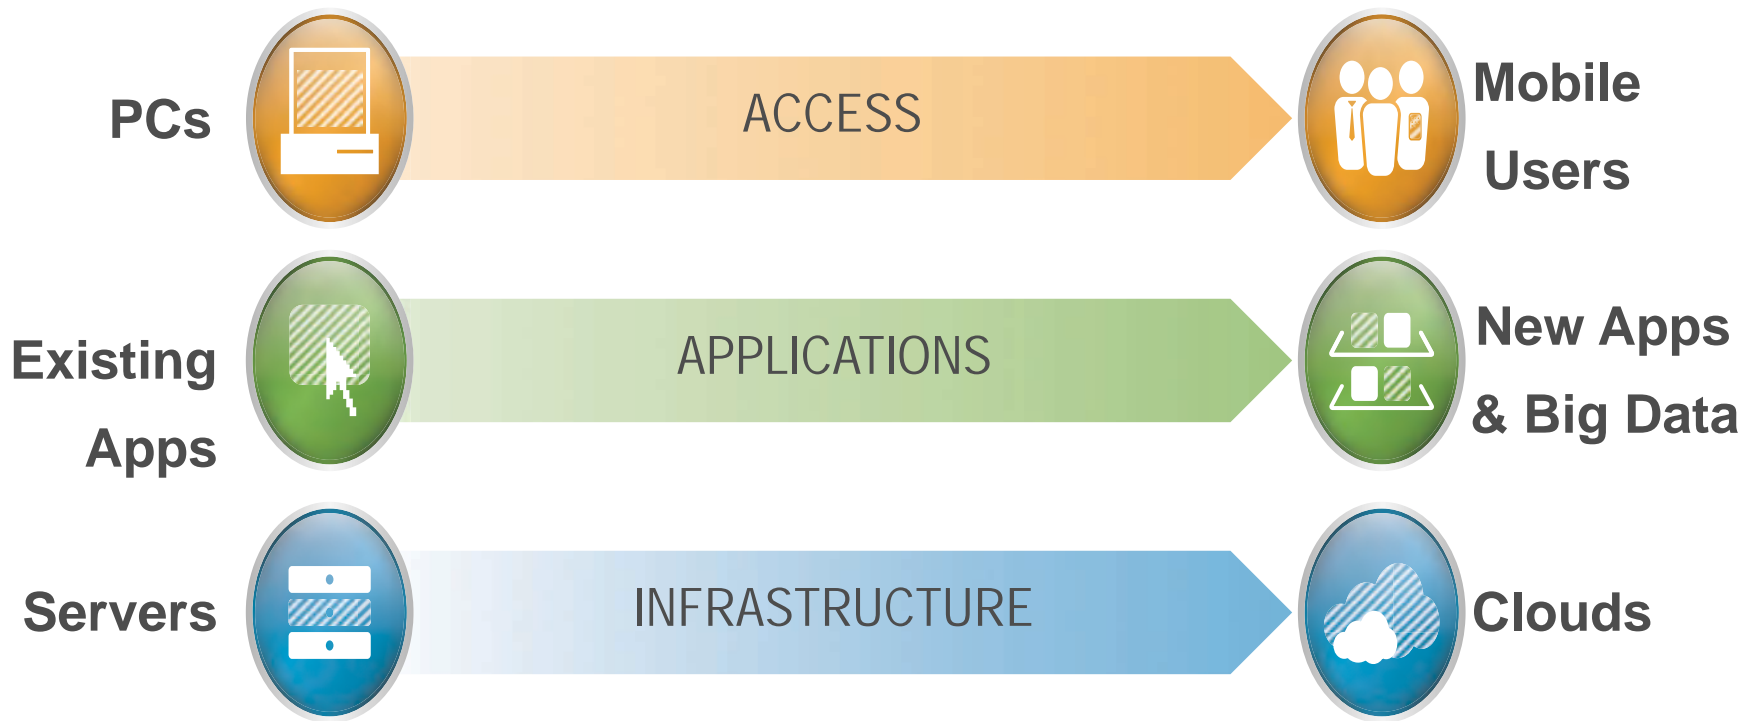 PCs
ACCESS
Mobile
Users
Existing
Apps
APPLICATIONS
New Apps
& Big Data
Servers
INFRASTRUCTURE
Clouds